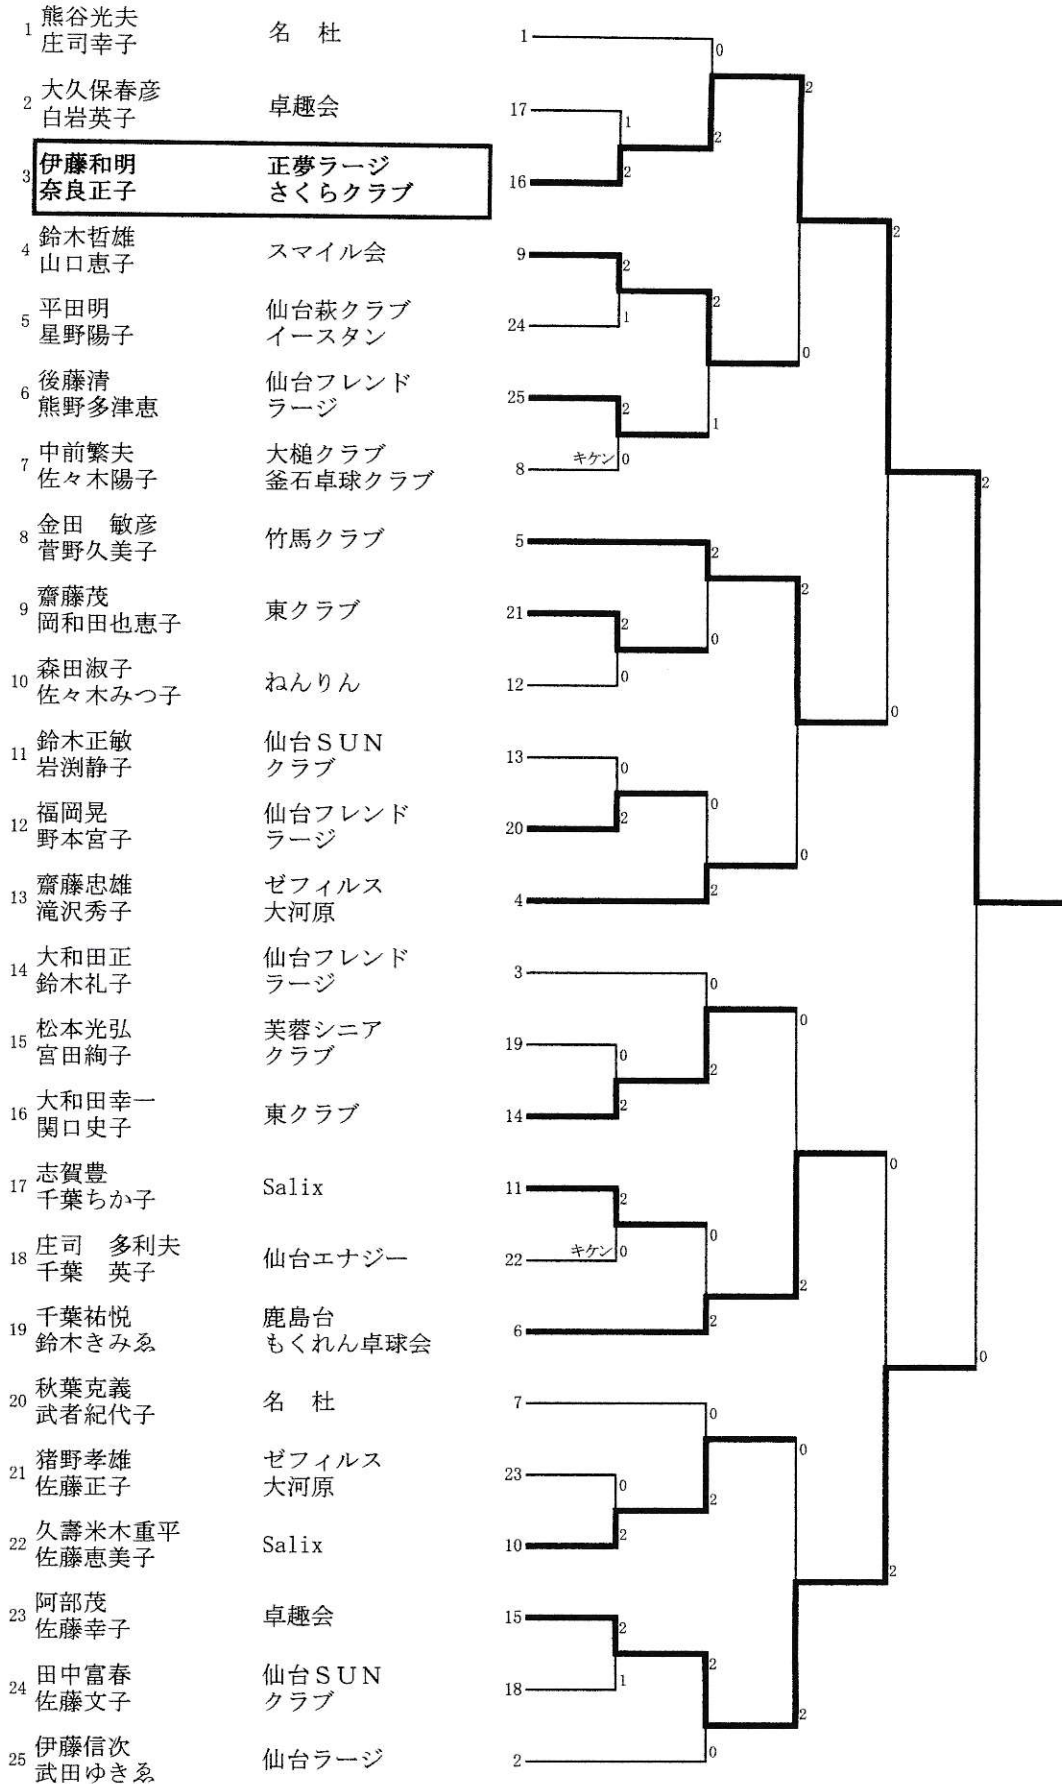 1 熊谷光夫 名 杜
庄司幸子
2 大久保春彦 卓趣会
白岩英子
3 伊藤和明 正夢ラージ
奈良正子 さくらクラブ
4 鈴木哲雄 スマイル会
山口恵子
5 平田明 仙台萩クラブ
星野陽子 イースタン
6 後藤清 仙台フレンド
熊野多津恵 ラージ
7 中前繁夫 大槌クラブ
佐々木陽子 釜石卓球クラブ
8 金田 敏彦 竹馬クラブ
菅野久美子
9 齋藤茂 東クラブ
岡和田也恵子
10 森田淑子 ねんりん
佐々木みつ子
11 鈴木正敏 仙台SUN
岩渕静子 クラブ
12 福岡晃 仙台フレンド
野本宮子 ラージ
13 齋藤忠雄 ゼフィルス
滝沢秀子 大河原
14 大和田正 仙台フレンド
鈴木礼子 ラージ
15 松本光弘 芙蓉シニア
宮田絢子 クラブ
16 大和田幸一 東クラブ
関口史子
17 志賀豊 Salix
千葉ちか子
18 庄司 多利夫 仙台エナジー
千葉 英子
19 千葉祐悦 鹿島台
鈴木きみゑ もくれん卓球会
20 秋葉克義 名 杜
武者紀代子
21 猪野孝雄 ゼフィルス
佐藤正子 大河原
22 久壽米木重平 Salix
佐藤恵美子
23 阿部茂 卓趣会
佐藤幸子
24 田中富春 仙台SUN
佐藤文子 クラブ
25 伊藤信次 仙台ラージ
武田ゆきゑ
1
0
2
17
1
2
16 2
2
9 2
2
24 1
0
25 2
1
キケン 0
8
2
5 2
2
21 2
0
12 0
0
13 0
0
20 2
0
4 2
3 0
0
19 0
2
14 2
0
11 2
0
キケン 0
22
2
6 2
0
7 0
0
23 0
2
10 2
2
15 2
2
18 1
2
2 0